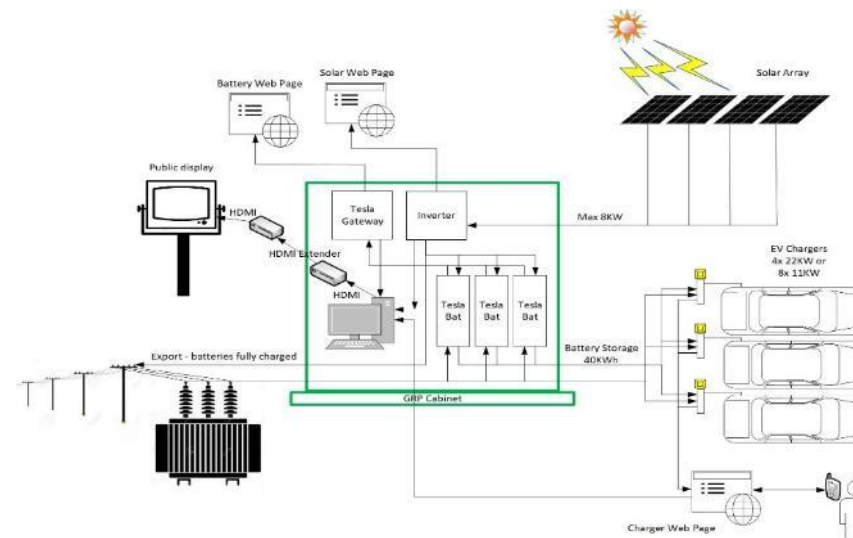 Solar Web Page
Battery Web Page
Solar Array
Public display
HDMI
Tesla
Gateway
Inverter
Max 8KW
HDMI Extender
EV Chargers
4x 22KW or
8x 11KW
HDMI
Tesla
Bat
Tesla
Bat
Tesla
Bat
Export - batteries fully charged
Battery Storage
40KWh
GRP Cabinet
Charger Web Page